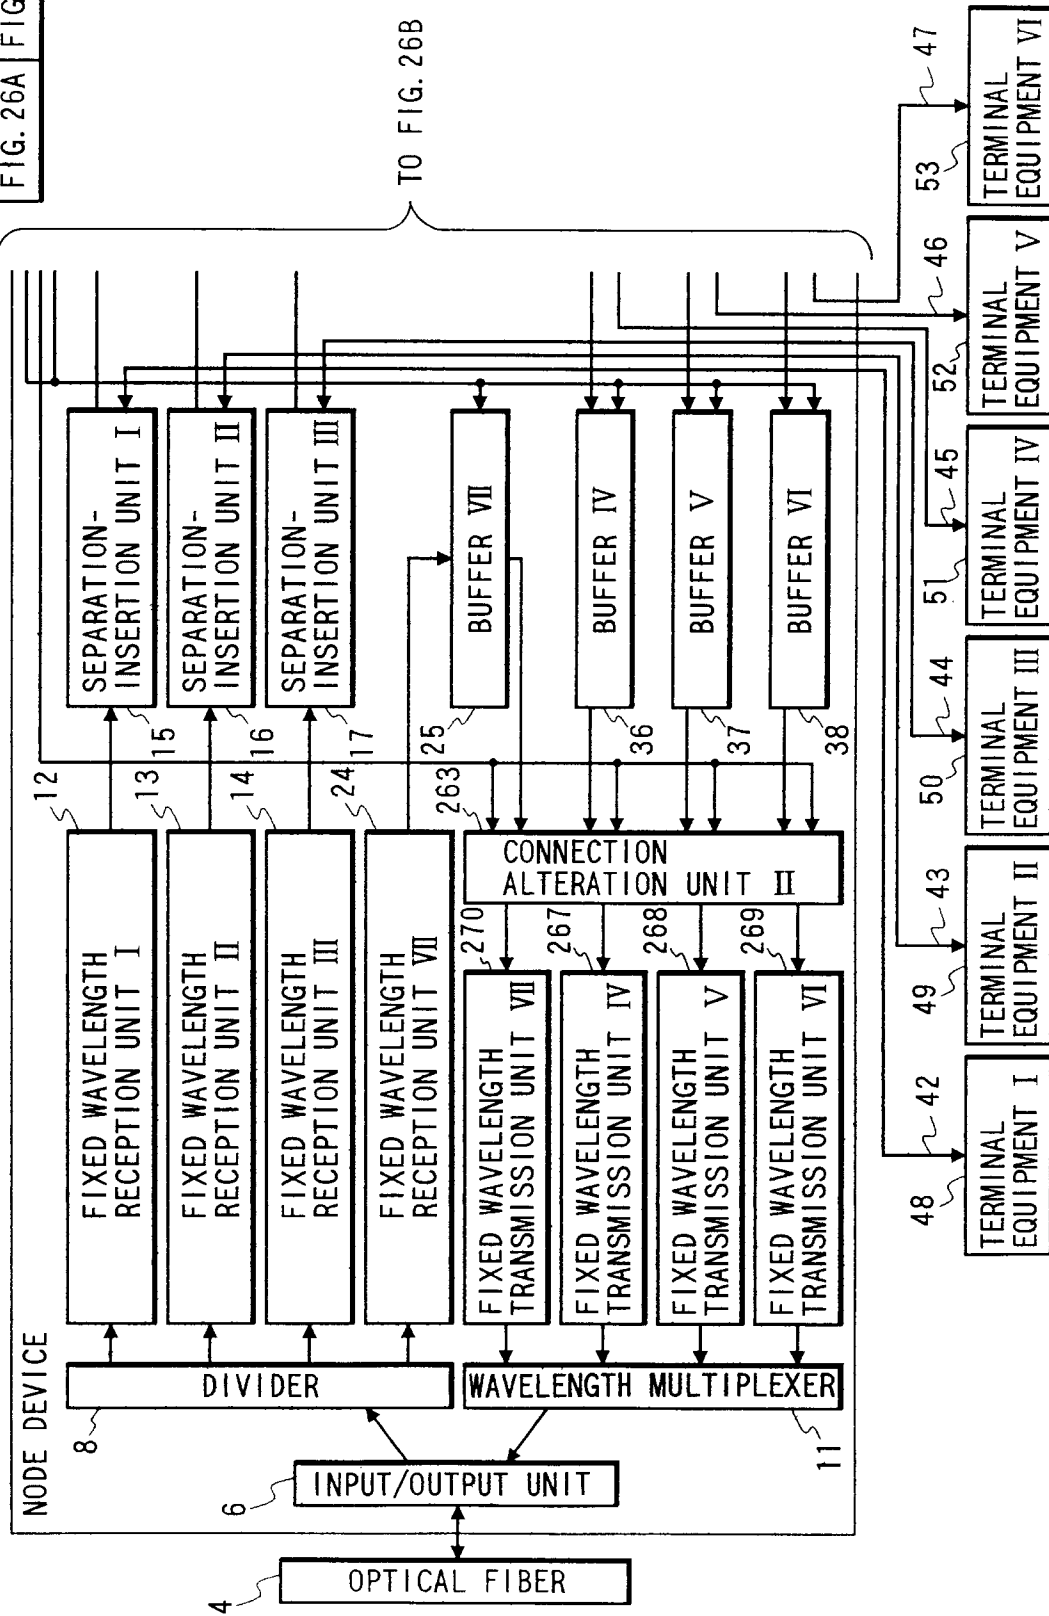 FIG. 26A
FIG
TO FIG. 26B
NODE DEVICE
4
OPTICAL FIBER
6
INPUT/OUTPUT UNIT
8
DIVIDER
WAVELENGTH MULTIPLEXER
11
12
FIXED WAVELENGTH
RECEPTION UNIT I
13
FIXED WAVELENGTH
RECEPTION UNIT II
14
FIXED WAVELENGTH
RECEPTION UNIT III
24
FIXED WAVELENGTH
RECEPTION UNIT VII
270
FIXED WAVELENGTH
TRANSMISSION UNIT VII
267
FIXED WAVELENGTH
TRANSMISSION UNIT IV
268
FIXED WAVELENGTH
TRANSMISSION UNIT V
269
FIXED WAVELENGTH
TRANSMISSION UNIT VI
263
CONNECTION
ALTERATION UNIT II
15
SEPARATION-
INSERTION UNIT I
16
SEPARATION-
INSERTION UNIT II
17
SEPARATION-
INSERTION UNIT III
25
BUFFER VII
36
BUFFER IV
37
BUFFER V
38
BUFFER VI
42
48
TERMINAL
EQUIPMENT I
43
49
TERMINAL
EQUIPMENT II
44
50
TERMINAL
EQUIPMENT III
45
51
TERMINAL
EQUIPMENT IV
46
52
TERMINAL
EQUIPMENT V
47
53
TERMINAL
EQUIPMENT VI